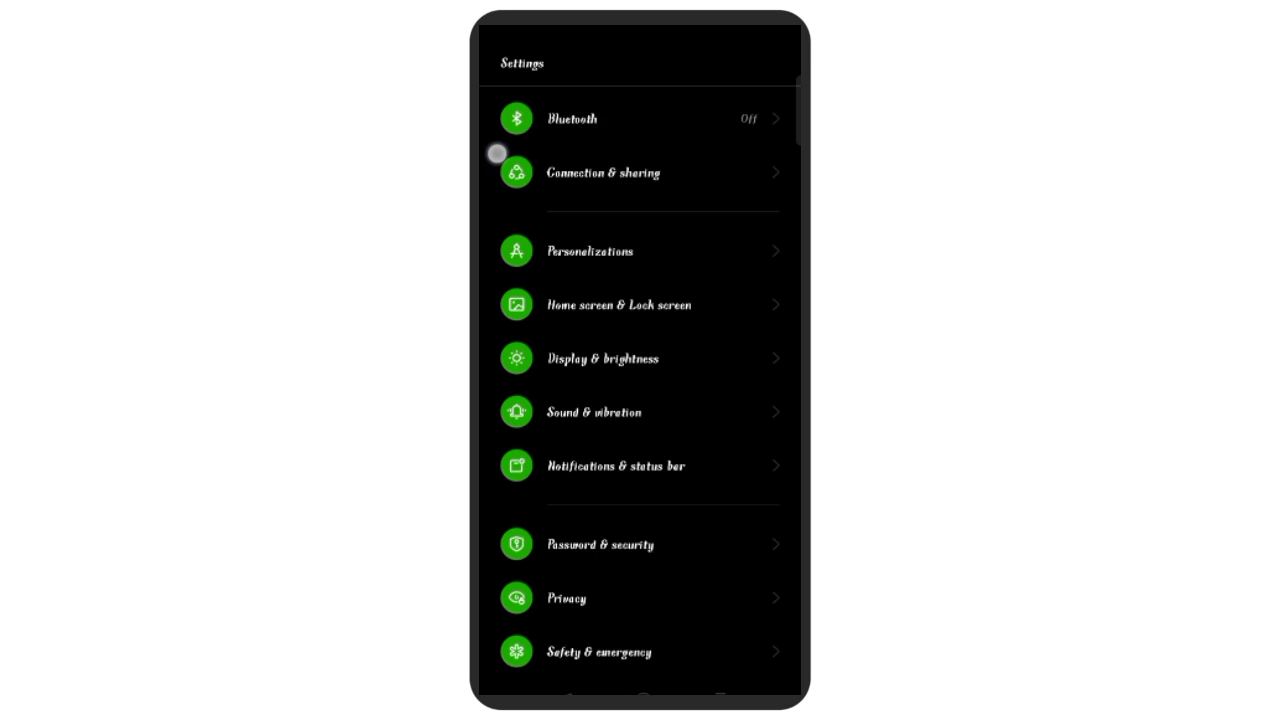 Settings
Bluetooth Off
Connection & sharing
Personalizations
Home screen & Lock screen
Display & brightness
Sound & vibration
Notifications & status bar
Password & security
Privacy
Safety & emergency